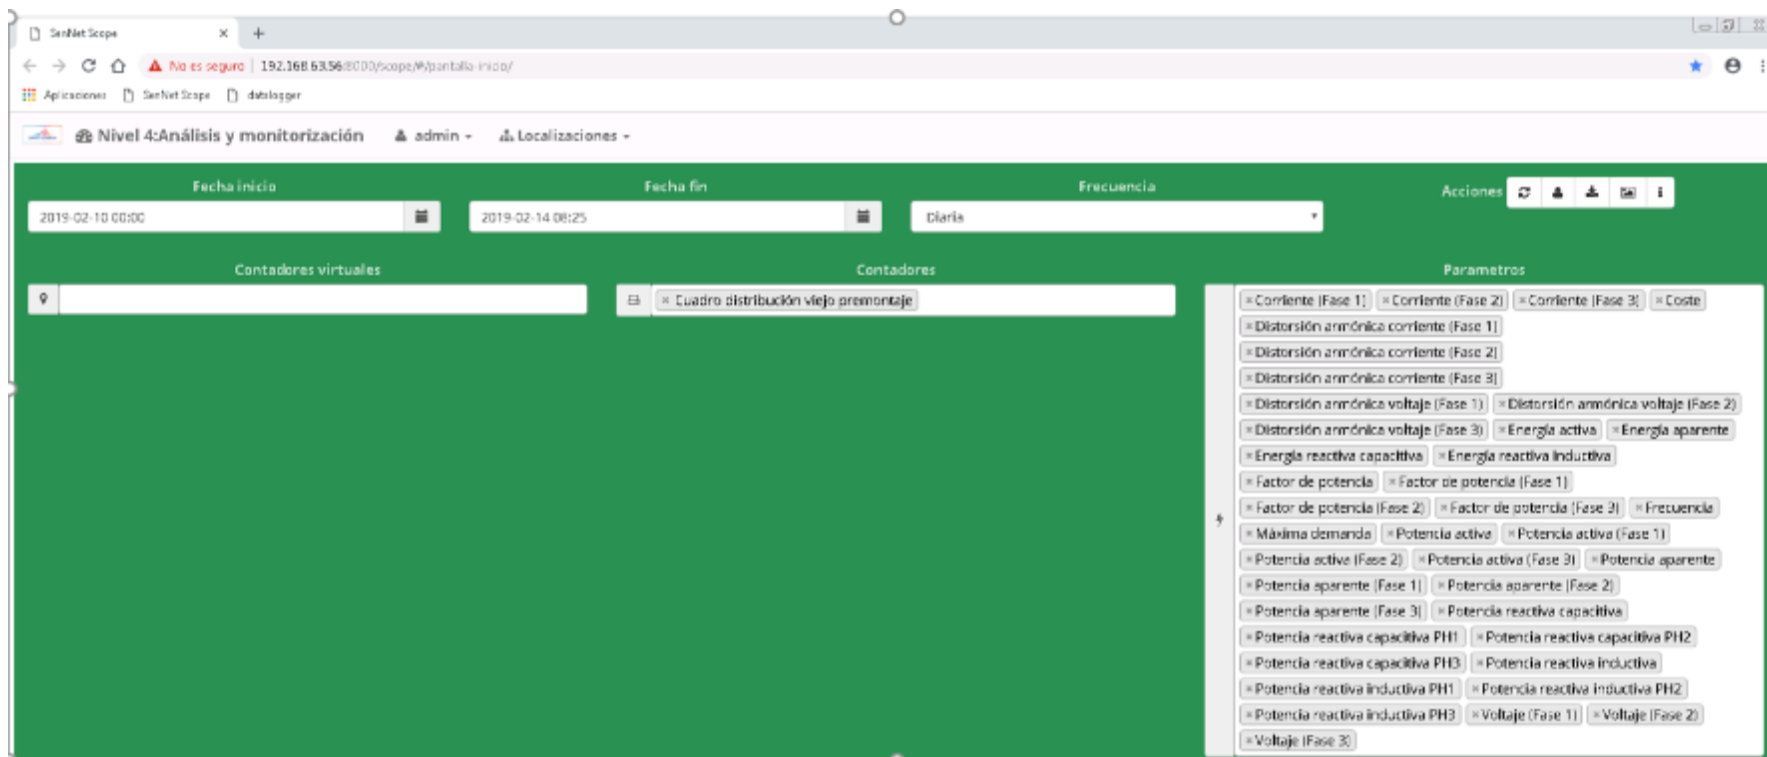 SenNet Scope
No es seguro | 192.168.63.56:8000/scope/#/pantalla-inicio/
Aplicaciones SenNet Scope datalogger
Nivel 4:Análisis y monitorización admin Localizaciones
Fecha inicio Fecha fin Frecuencia Acciones
2019-02-10 00:00 2019-02-14 08:25 Diaria
Contadores virtuales Contadores Parametros
× Cuadro distribución viejo premontaje
× Corriente (Fase 1) × Corriente (Fase 2) × Corriente (Fase 3) × Coste
× Distorsión armónica corriente (Fase 1)
× Distorsión armónica corriente (Fase 2)
× Distorsión armónica corriente (Fase 3)
× Distorsión armónica voltaje (Fase 1) × Distorsión armónica voltaje (Fase 2)
× Distorsión armónica voltaje (Fase 3) × Energía activa × Energía aparente
× Energía reactiva capacitiva × Energía reactiva inductiva
× Factor de potencia × Factor de potencia (Fase 1)
× Factor de potencia (Fase 2) × Factor de potencia (Fase 3) × Frecuencia
× Máxima demanda × Potencia activa × Potencia activa (Fase 1)
× Potencia activa (Fase 2) × Potencia activa (Fase 3) × Potencia aparente
× Potencia aparente (Fase 1) × Potencia aparente (Fase 2)
× Potencia aparente (Fase 3) × Potencia reactiva capacitiva
× Potencia reactiva capacitiva PH1 × Potencia reactiva capacitiva PH2
× Potencia reactiva capacitiva PH3 × Potencia reactiva inductiva
× Potencia reactiva inductiva PH1 × Potencia reactiva inductiva PH2
× Potencia reactiva inductiva PH3 × Voltaje (Fase 1) × Voltaje (Fase 2)
× Voltaje (Fase 3)